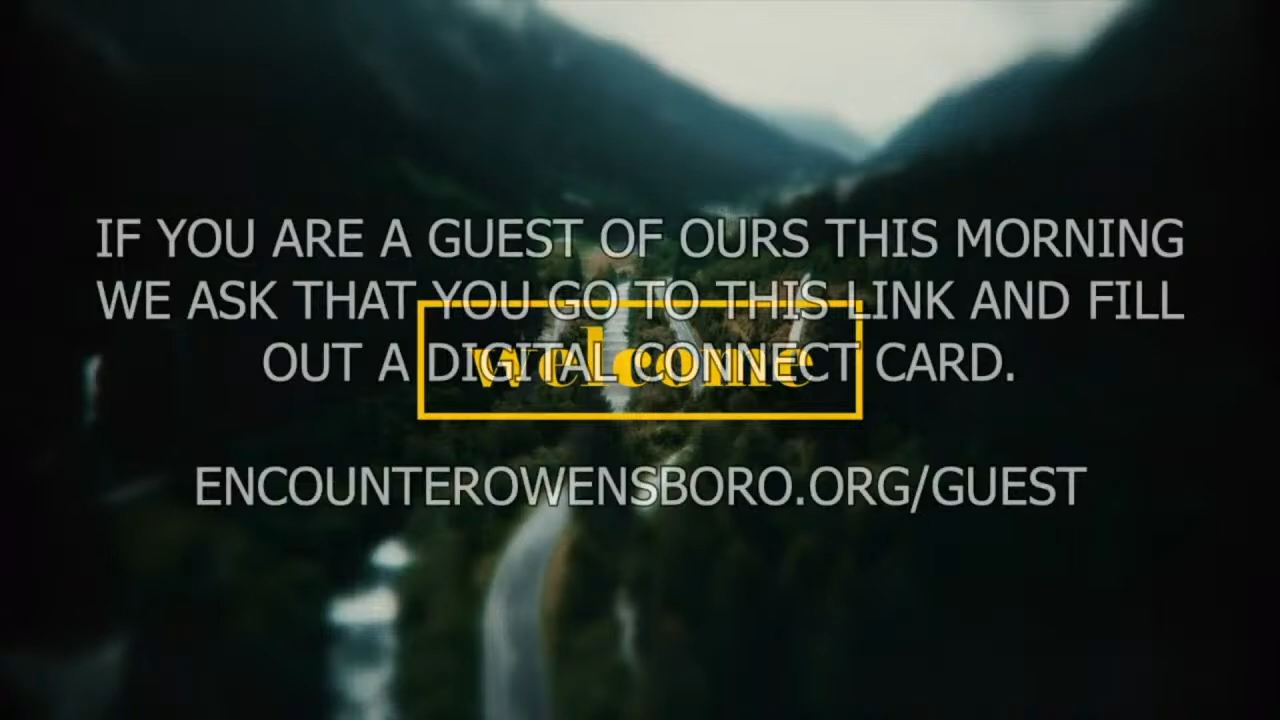 IF YOU ARE A GUEST OF OURS THIS MORNING
WE ASK THAT YOU GO TO THIS LINK AND FILL
OUT A DIGITAL CONNECT CARD.
welcome
ENCOUNTEROWENSBORO.ORG/GUEST